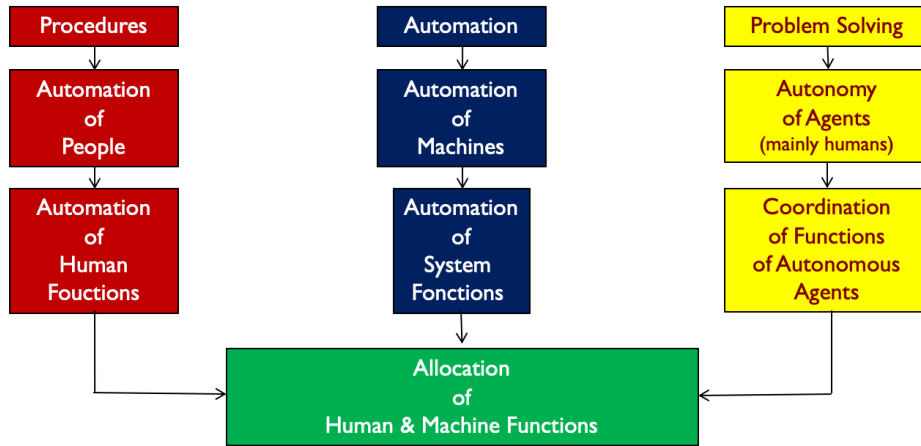 Procedures
Automation
of
People
Automation
of
Human
Fouctions
Automation
Automation
of
Machines
Automation
of
System
Fonctions
Problem Solving
Autonomy
of Agents
(mainly humans)
Coordination
of Functions
of Autonomous
Agents
Allocation
of
Human & Machine Functions